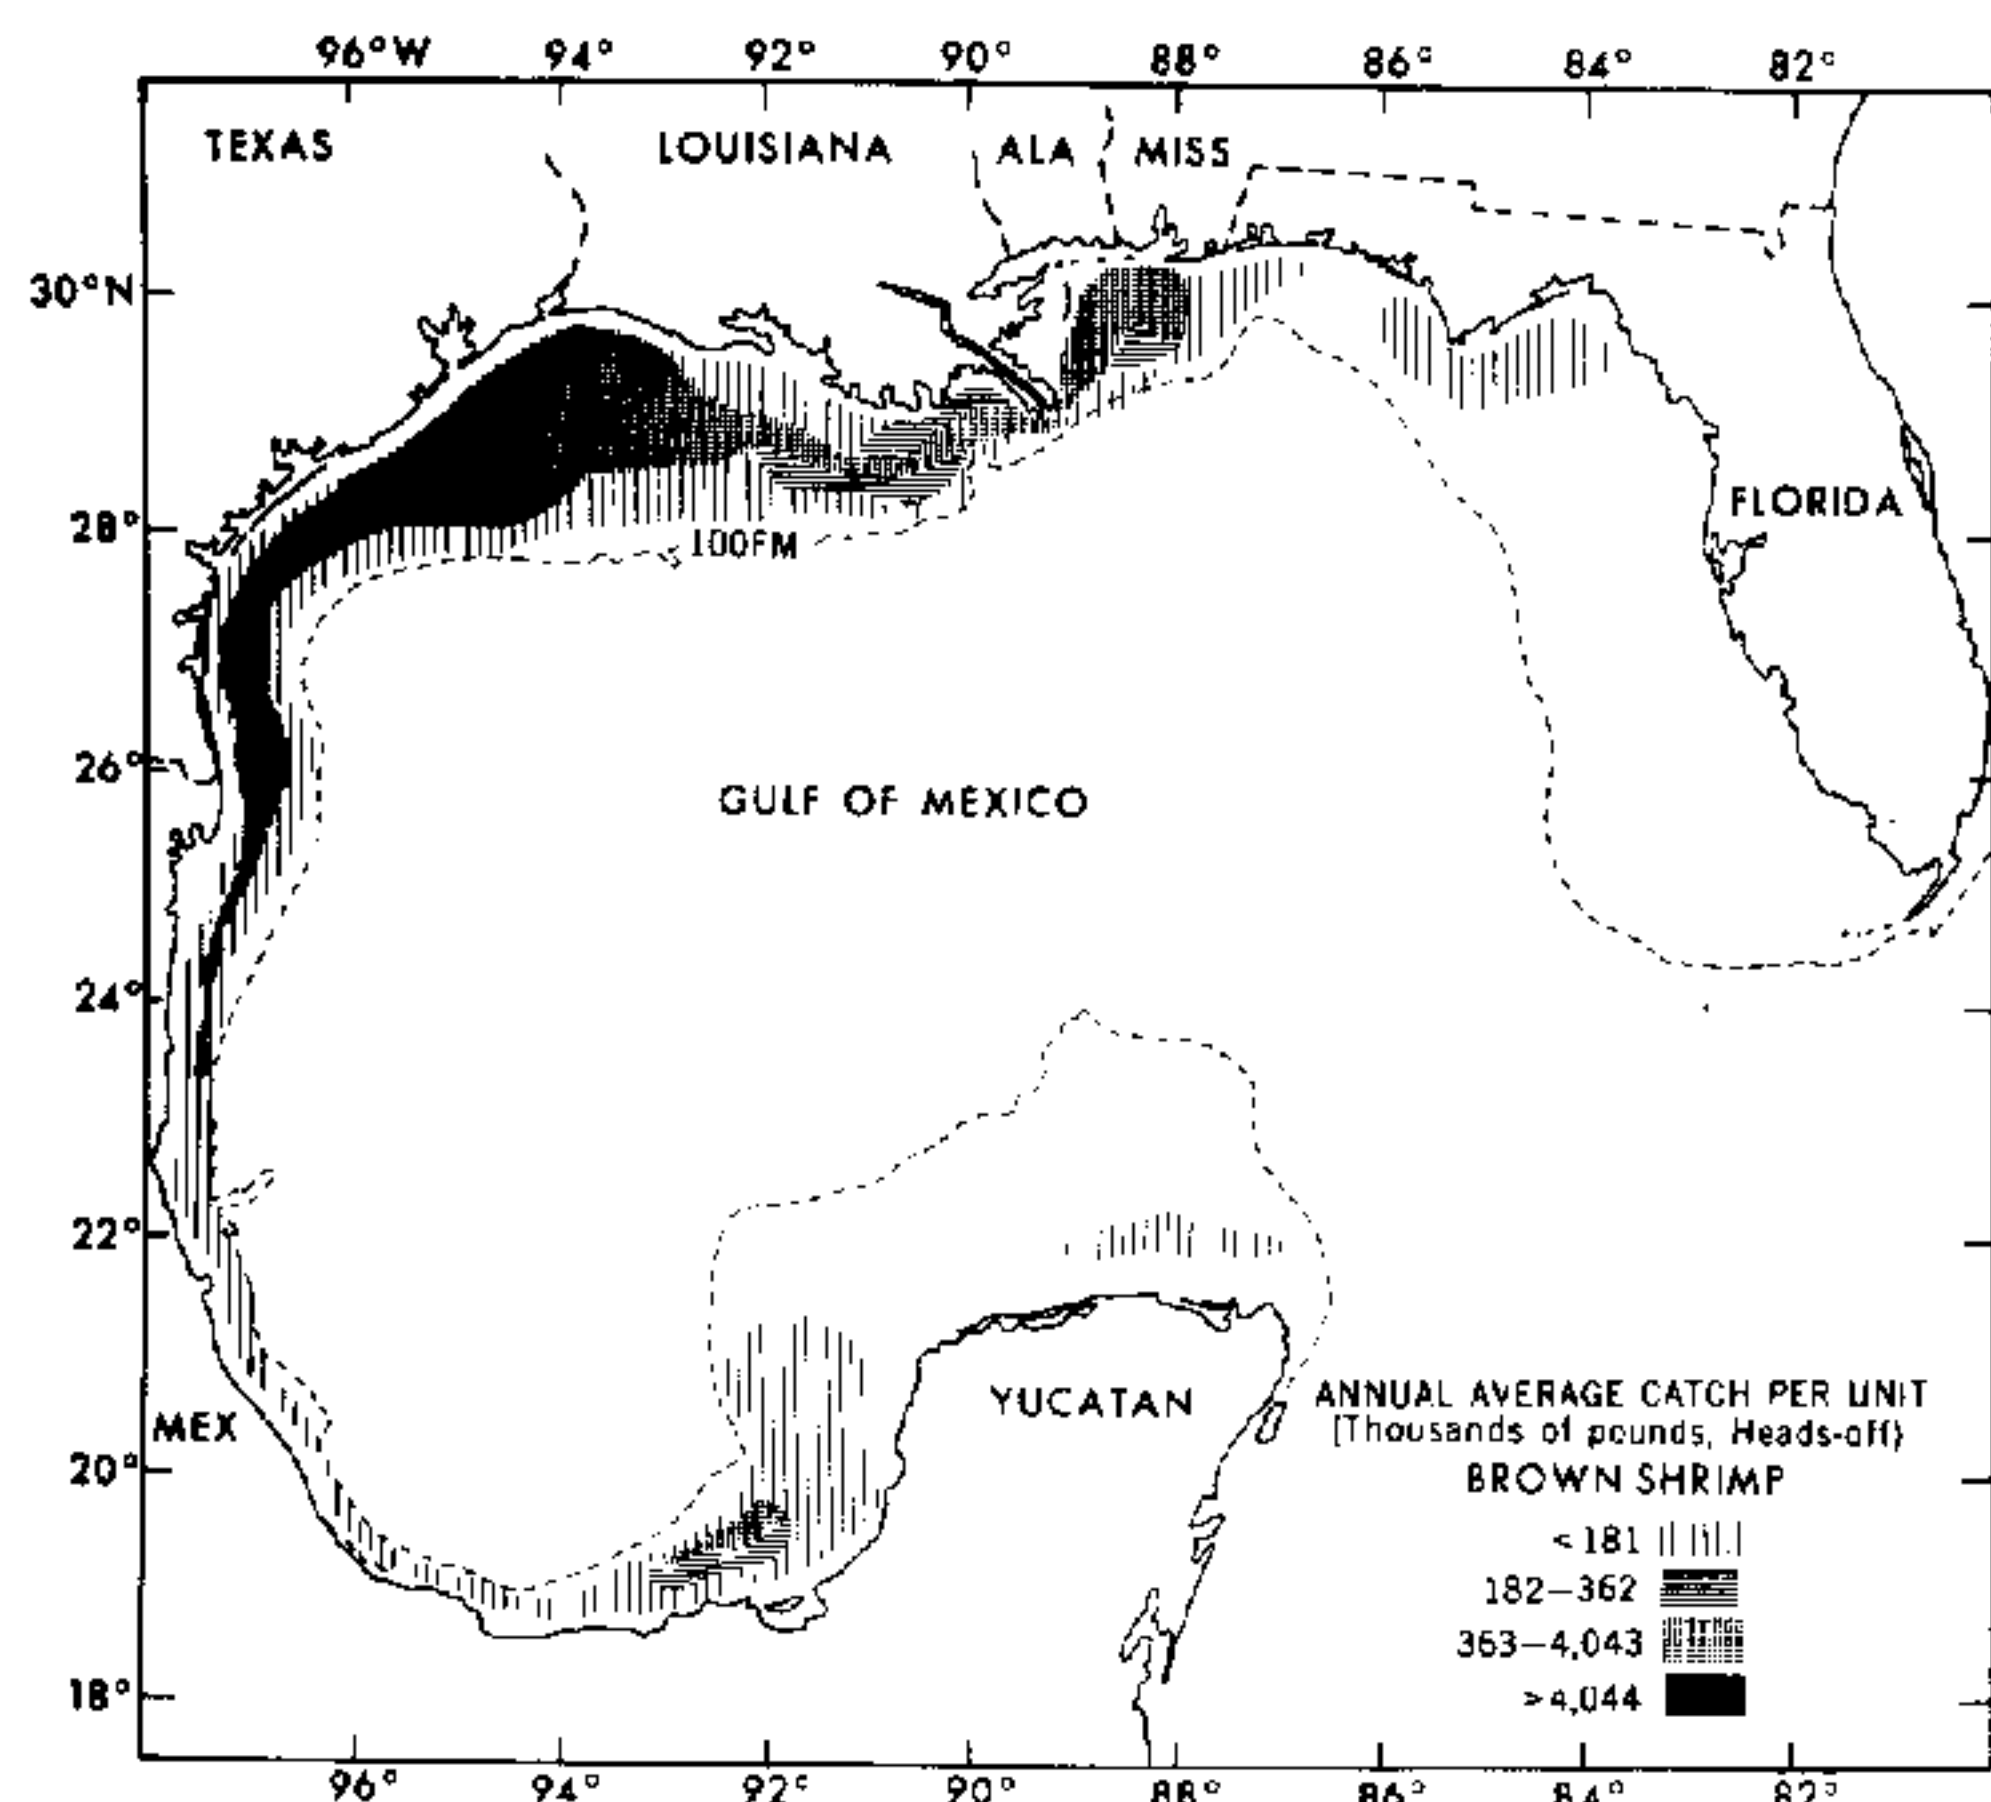 96°W 94° 92° 90° 88° 86° 84° 82°
TEXAS LOUISIANA ALA MISS
30°N
28°
100FM
FLORIDA
26°
GULF OF MEXICO
24°
22°
20°
18°
MEX
YUCATAN
ANNUAL AVERAGE CATCH PER UNIT
(Thousands of pounds, Heads-off)
BROWN SHRIMP
<181
182–362
363–4,043
>4,044
96° 94° 92° 90° 88° 86° 84° 82°